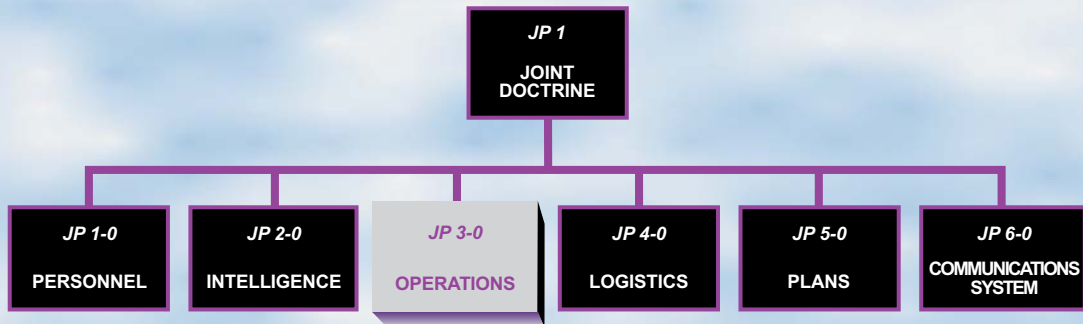 JP 1
JOINT
DOCTRINE
JP 1-0
PERSONNEL
JP 2-0
INTELLIGENCE
JP 3-0
OPERATIONS
JP 4-0
LOGISTICS
JP 5-0
PLANS
JP 6-0
COMMUNICATIONS
SYSTEM